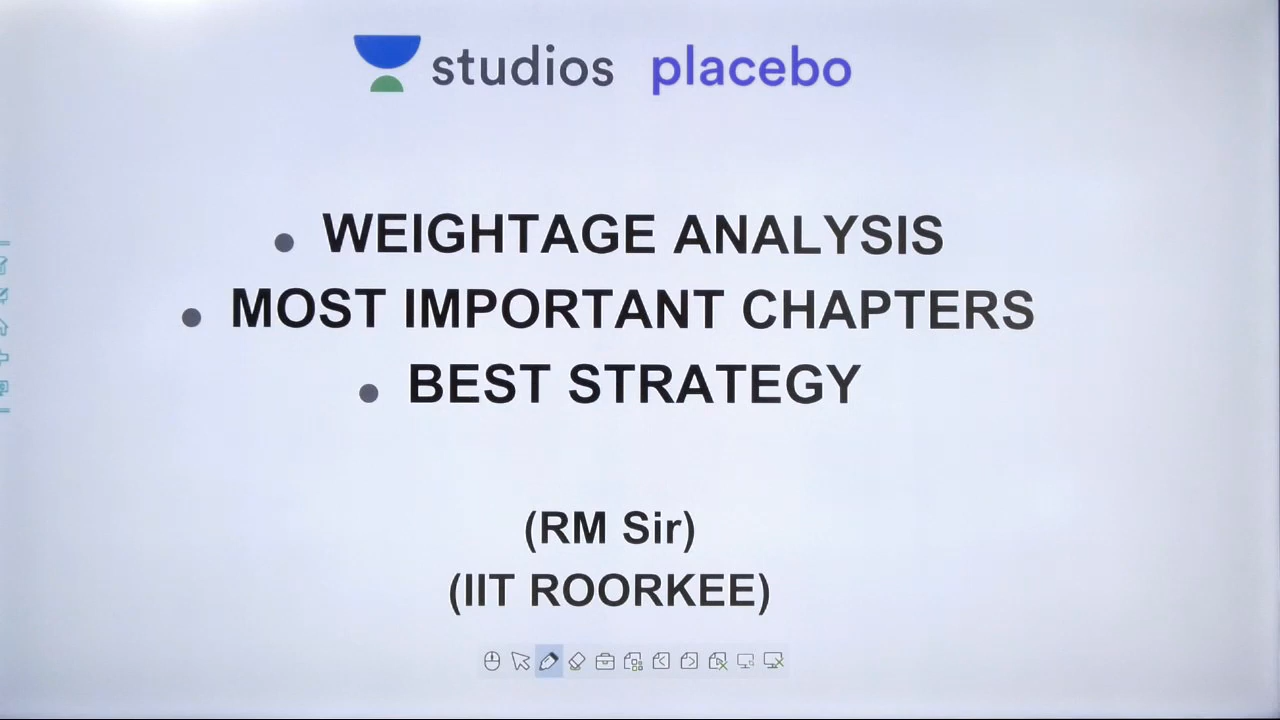 studios placebo
• WEIGHTAGE ANALYSIS
• MOST IMPORTANT CHAPTERS
• BEST STRATEGY
(RM Sir)
(IIT ROORKEE)